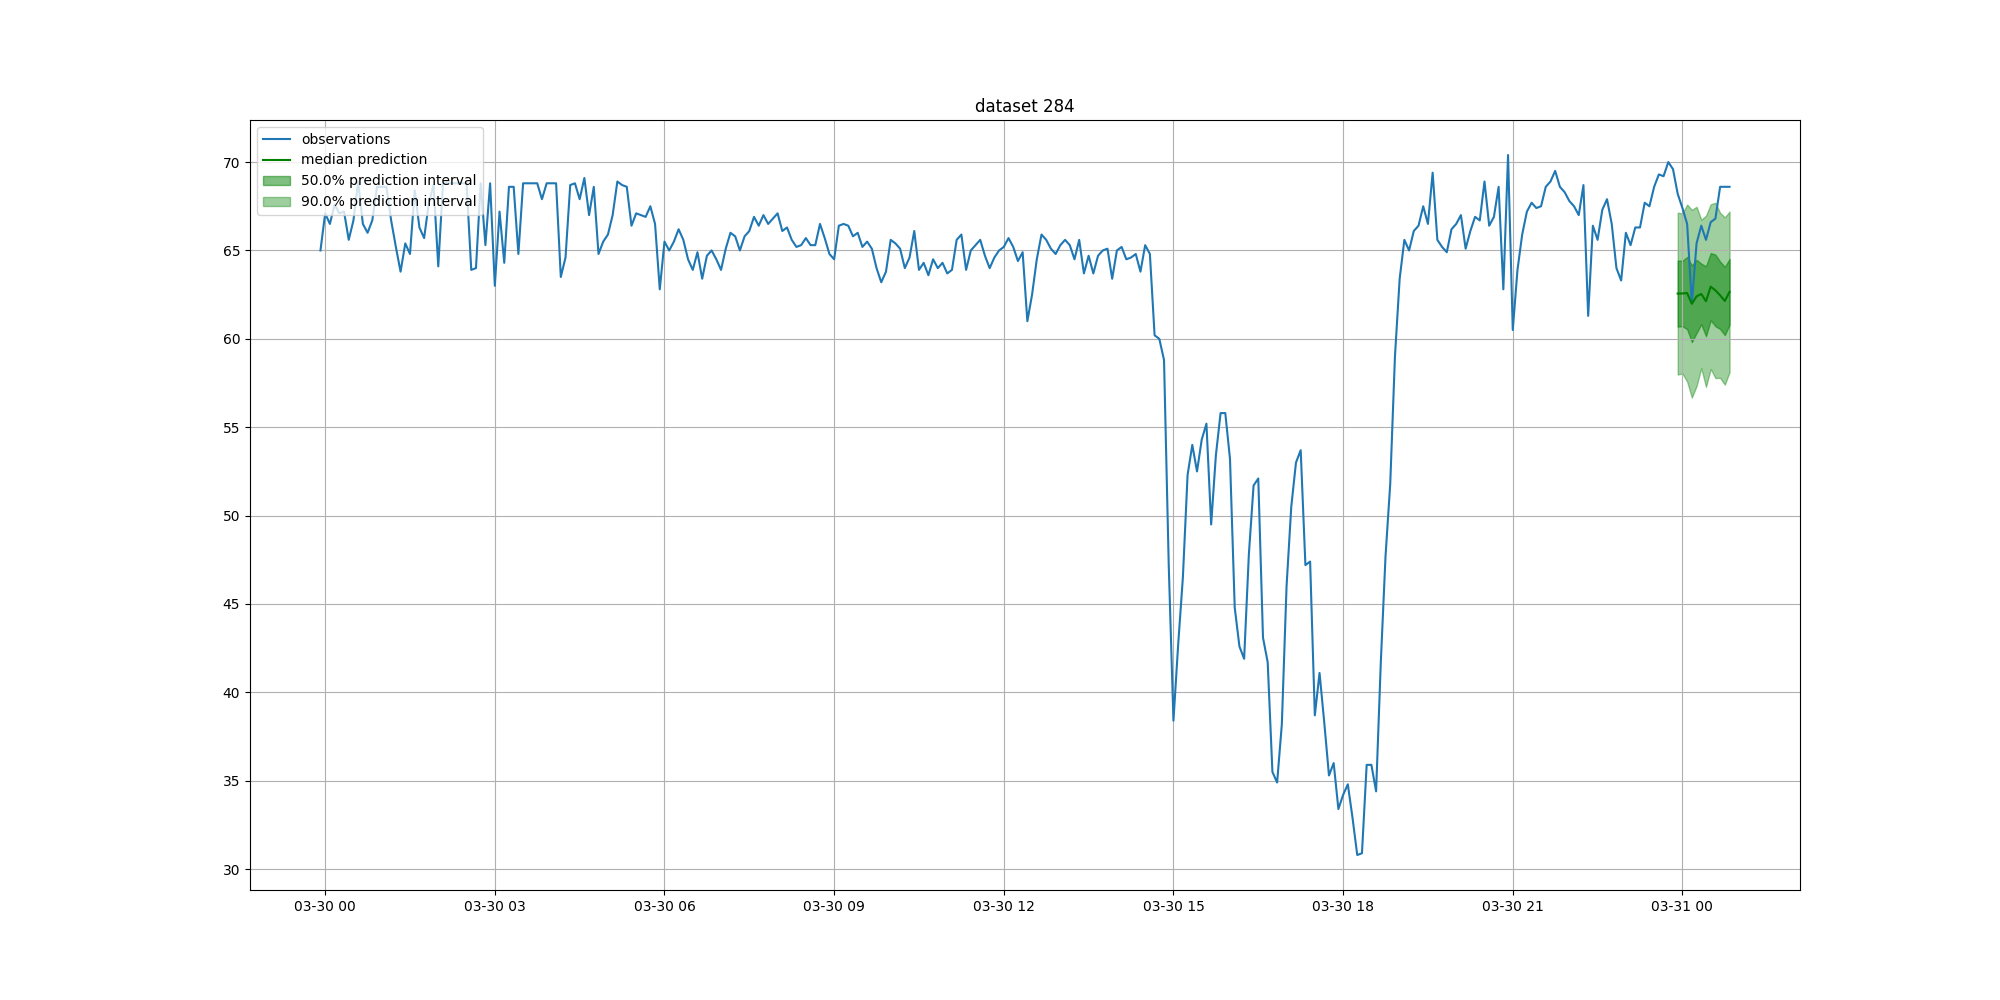 dataset 284
observations
median prediction
50.0% prediction interval
90.0% prediction interval
70
65
60
55
50
45
40
35
30
03-30 00 03-30 03 03-30 06 03-30 09 03-30 12 03-30 15 03-30 18 03-30 21 03-31 00